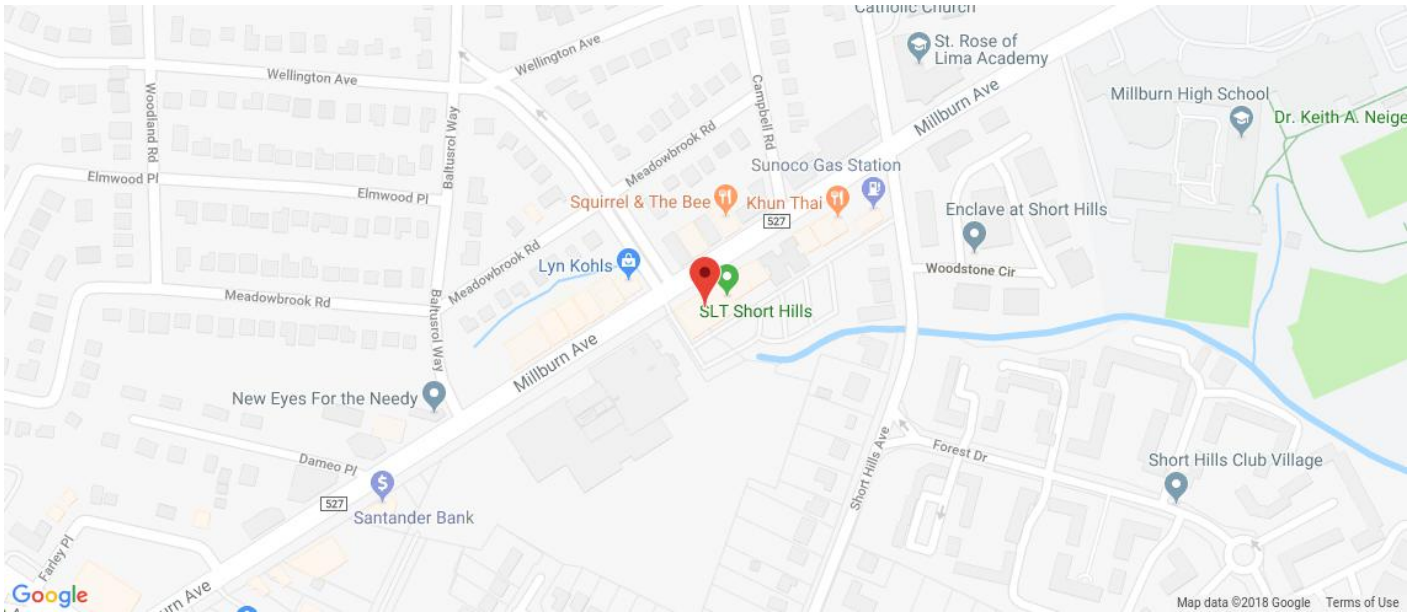 Catholic Church
St. Rose of
Lima Academy
Wellington Ave
Wellington Ave
Woodland Rd
Baltusrol Way
Campbell Rd
Millburn Ave
Millburn High School
Dr. Keith A. Neige
Meadowbrook Rd
Sunoco Gas Station
Elmwood Pl
Elmwood Pl
Squirrel & The Bee
Khun Thai
527
Enclave at Short Hills
Meadowbrook Rd
Lyn Kohls
Woodstone Cir
Meadowbrook Rd
SLT Short Hills
Baltusrol Way
Millburn Ave
New Eyes For the Needy
Short Hills Ave
Forest Dr
Dameo Pl
Short Hills Club Village
$
527
Santander Bank
Farley Pl
Google
rn Ave
Map data ©2018 Google Terms of Use